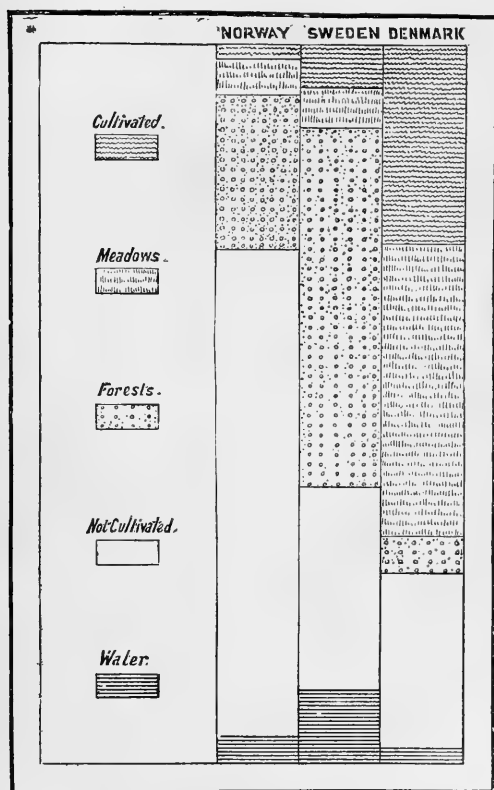 NORWAY SWEDEN DENMARK
Cultivated.
Meadows.
Forests.
Not-Cultivated.
Water.